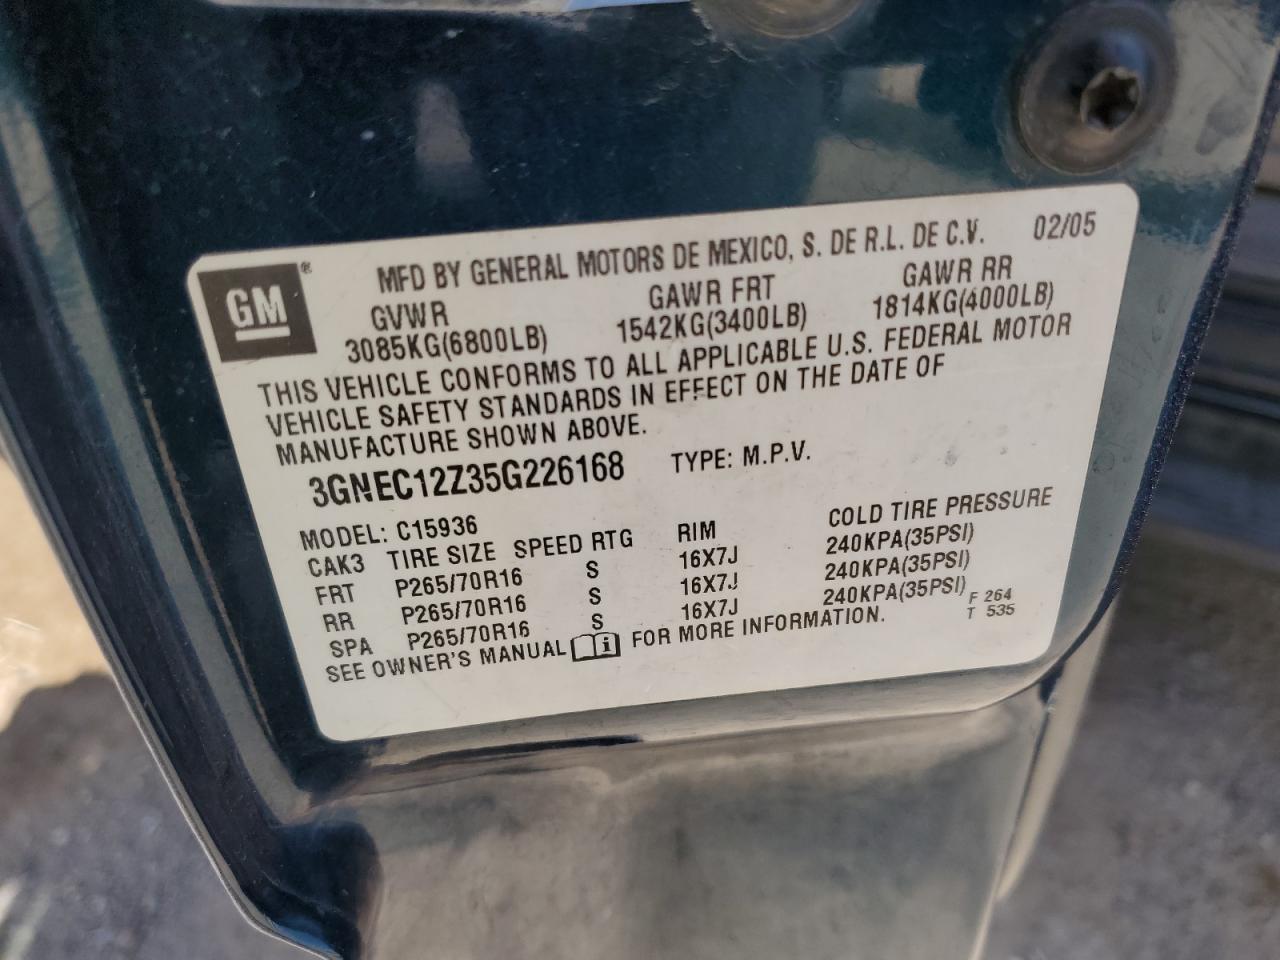 GM ® MFD BY GENERAL MOTORS DE MEXICO, S. DE R.L. DE C.V. 02/05
GVWR GAWR FRT GAWR RR
3085KG(6800LB) 1542KG(3400LB) 1814KG(4000LB)
THIS VEHICLE CONFORMS TO ALL APPLICABLE U.S. FEDERAL MOTOR
VEHICLE SAFETY STANDARDS IN EFFECT ON THE DATE OF
MANUFACTURE SHOWN ABOVE.
3GNEC12Z35G226168 TYPE: M.P.V.
MODEL: C15936
CAK3 TIRE SIZE SPEED RTG RIM COLD TIRE PRESSURE
FRT P265/70R16 S 16X7J 240KPA(35PSI)
RR P265/70R16 S 16X7J 240KPA(35PSI)
SPA P265/70R16 S 16X7J 240KPA(35PSI)
SEE OWNER'S MANUAL i FOR MORE INFORMATION.
F 264
T 535